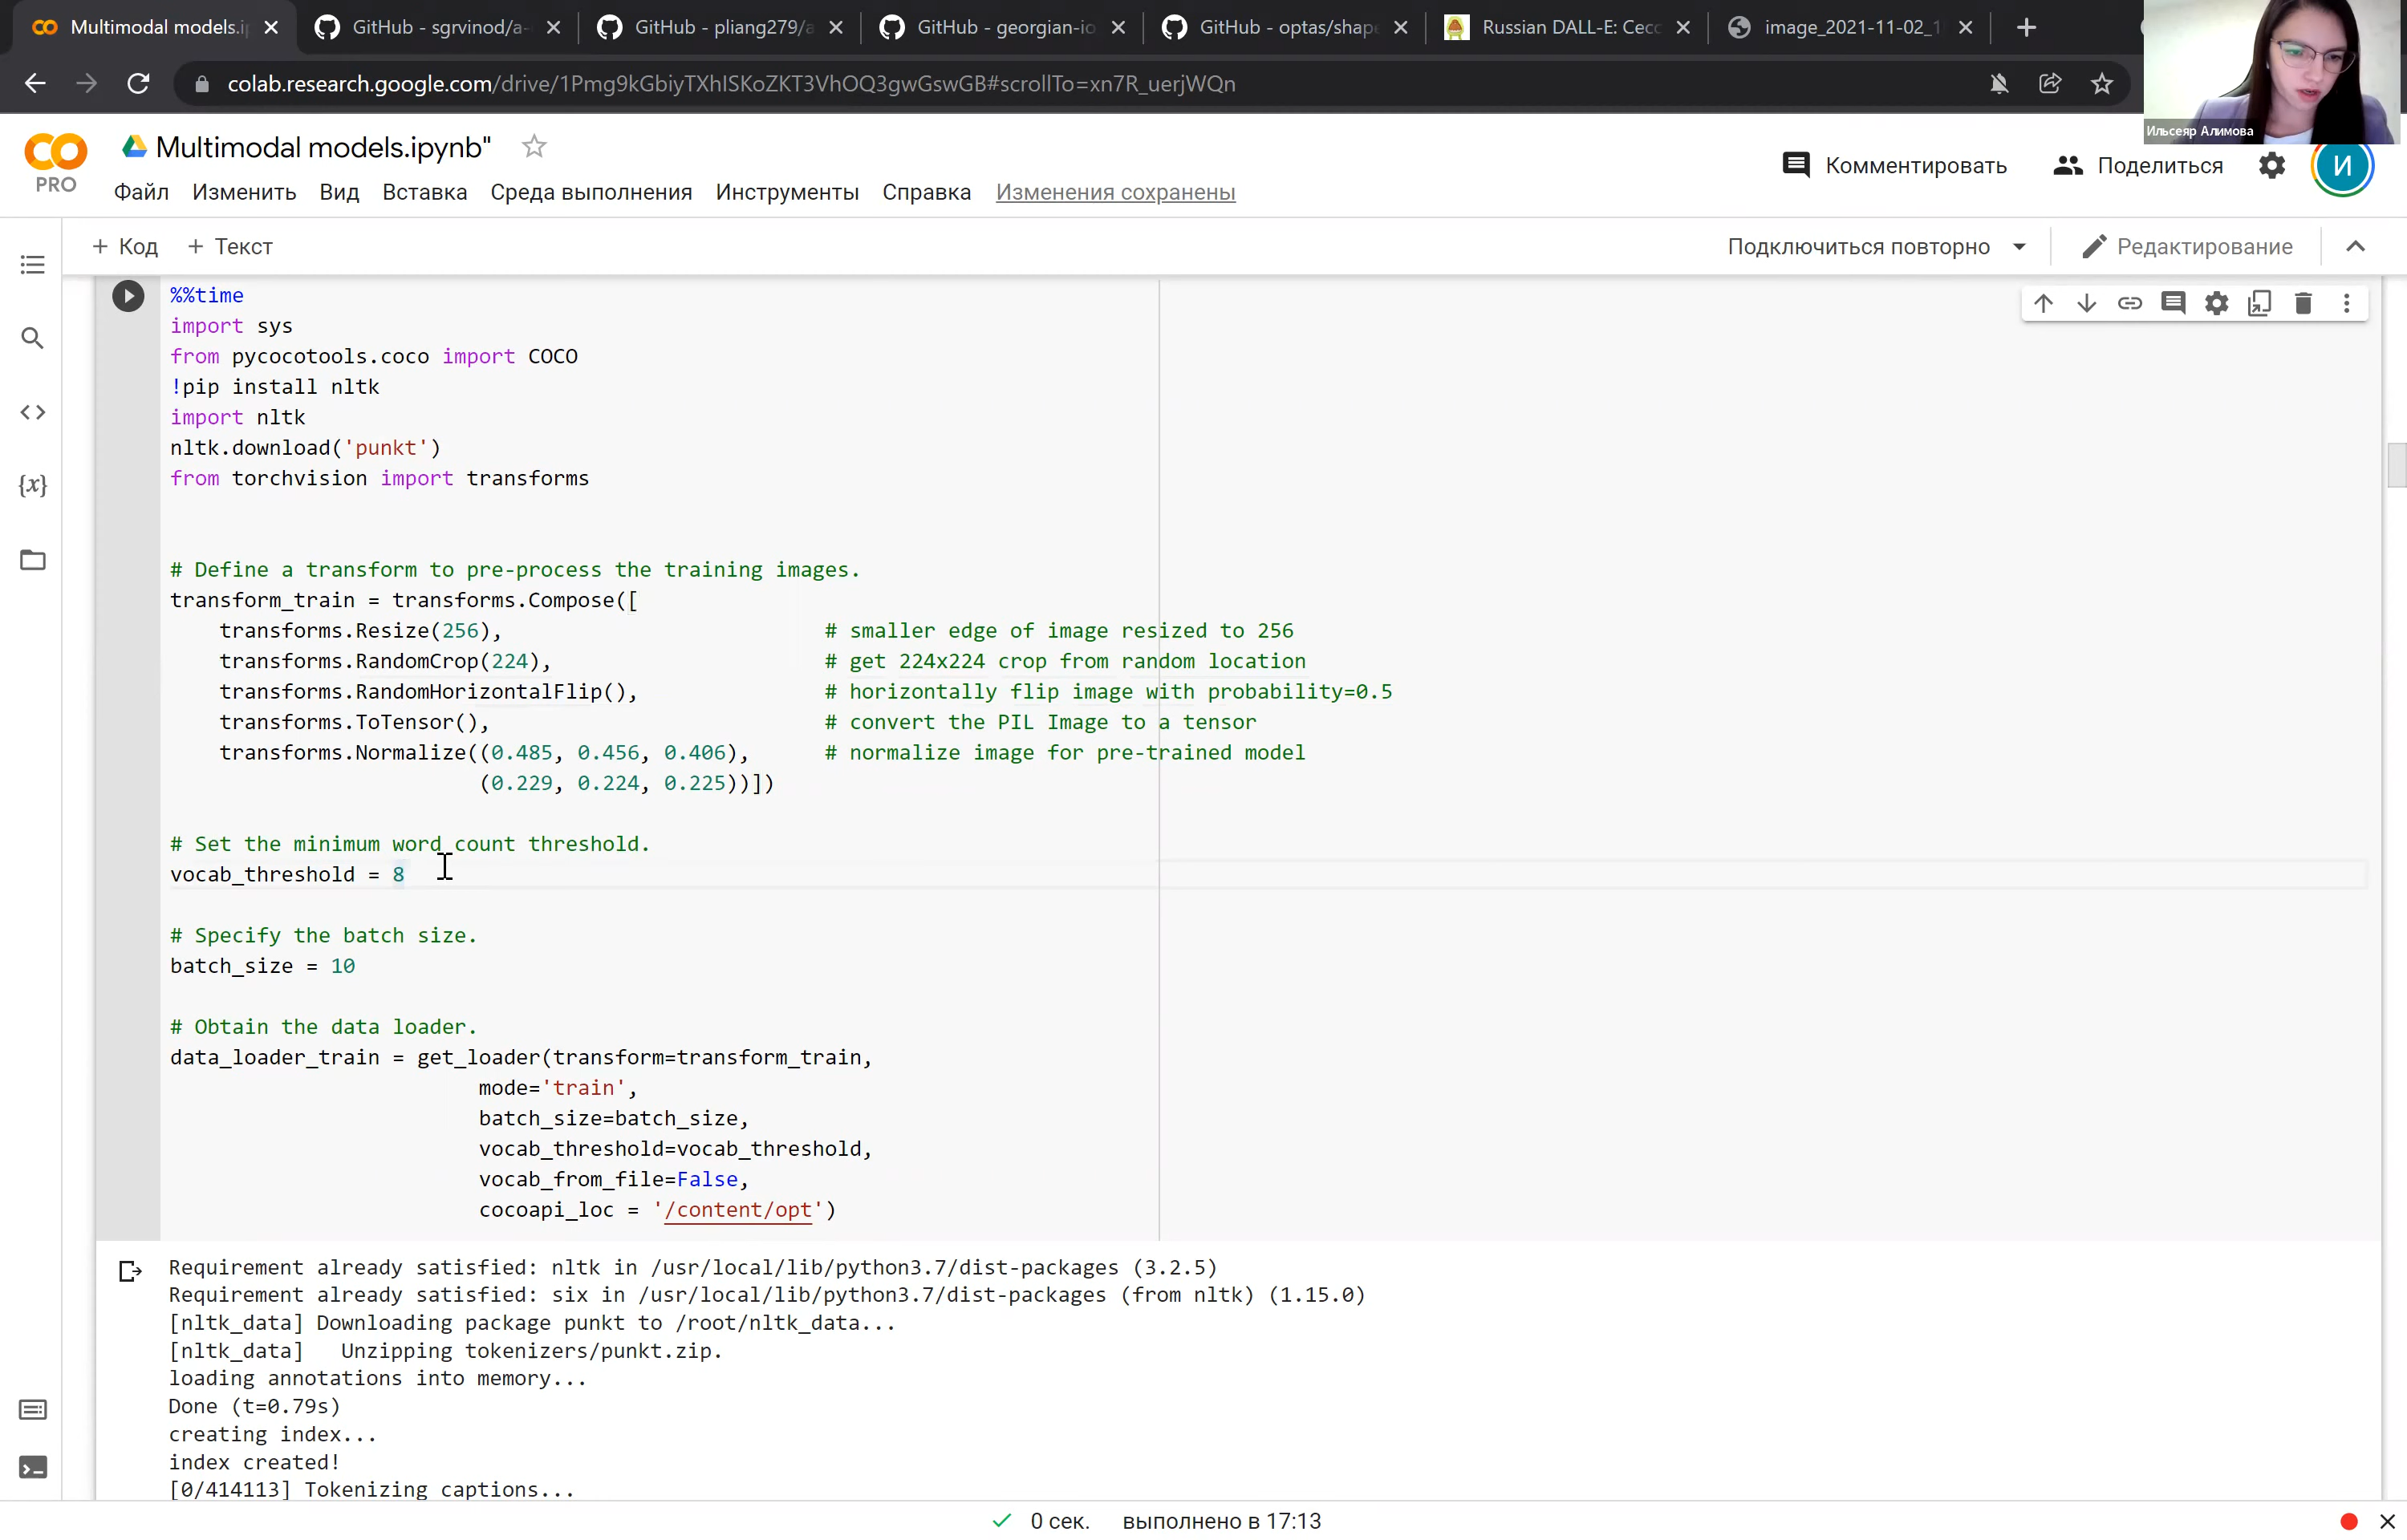 Multimodal models.ip
GitHub - sgrvinod/a-
GitHub - pliang279/a
GitHub - georgian-io
GitHub - optas/shape
Russian DALL-E: Сесс
image_2021-11-02_1
colab.research.google.com/drive/1Pmg9kGbiyTXhISKoZKT3VhOQ3gwGswGB#scrollTo=xn7R_uerjWQn
Ильсеяр Алимова
PRO
Multimodal models.ipynb"
Комментировать
Поделиться
И
Файл Изменить Вид Вставка Среда выполнения Инструменты Справка Изменения сохранены
+ Код + Текст
Подключиться повторно
Редактирование
%%time
import sys
from pycocotools.coco import COCO
!pip install nltk
import nltk
nltk.download('punkt')
from torchvision import transforms
# Define a transform to pre-process the training images.
transform_train = transforms.Compose([
transforms.Resize(256), # smaller edge of image resized to 256
transforms.RandomCrop(224), # get 224x224 crop from random location
transforms.RandomHorizontalFlip(), # horizontally flip image with probability=0.5
transforms.ToTensor(), # convert the PIL Image to a tensor
transforms.Normalize((0.485, 0.456, 0.406), # normalize image for pre-trained model
(0.229, 0.224, 0.225))])
# Set the minimum word count threshold.
vocab_threshold = 8
# Specify the batch size.
batch_size = 10
# Obtain the data loader.
data_loader_train = get_loader(transform=transform_train,
mode='train',
batch_size=batch_size,
vocab_threshold=vocab_threshold,
vocab_from_file=False,
cocoapi_loc = '/content/opt')
Requirement already satisfied: nltk in /usr/local/lib/python3.7/dist-packages (3.2.5)
Requirement already satisfied: six in /usr/local/lib/python3.7/dist-packages (from nltk) (1.15.0)
[nltk_data] Downloading package punkt to /root/nltk_data...
[nltk_data] Unzipping tokenizers/punkt.zip.
loading annotations into memory...
Done (t=0.79s)
creating index...
index created!
[0/414113] Tokenizing captions...
0 сек. выполнено в 17:13